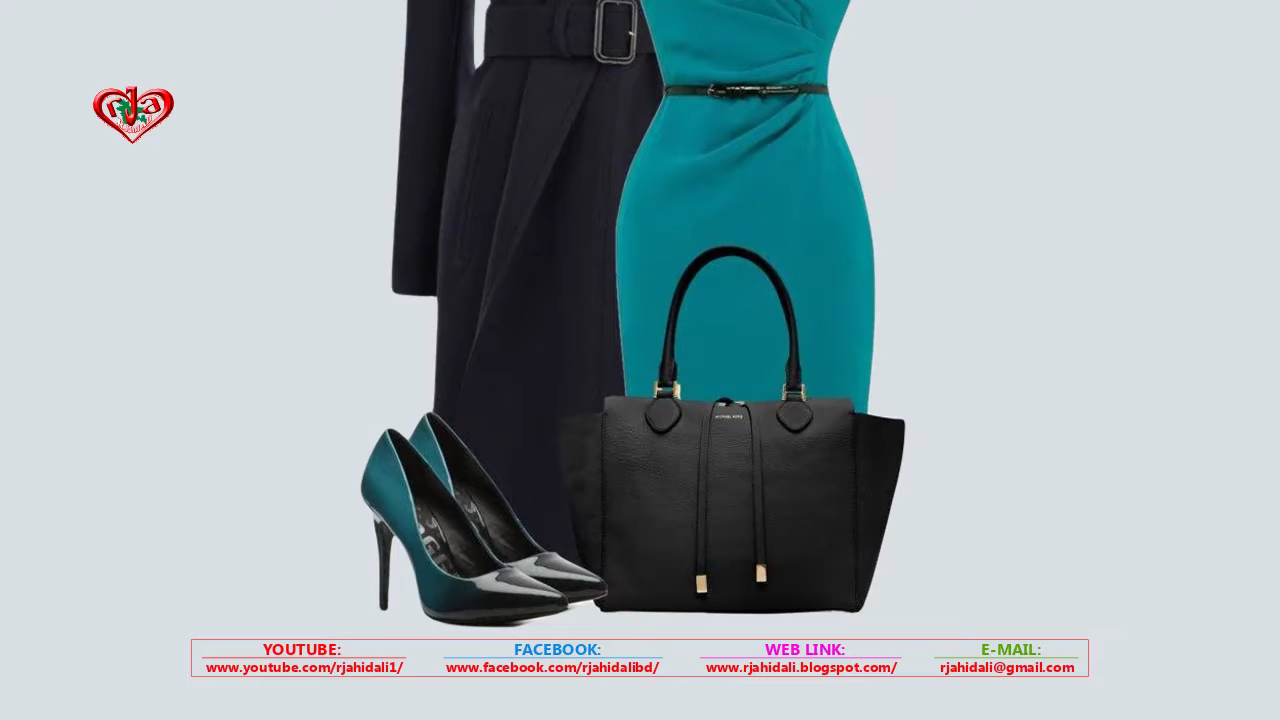 rja
YOUTUBE: FACEBOOK: WEB LINK: E-MAIL:
www.youtube.com/rjahidali1/ www.facebook.com/rjahidalibd/ www.rjahidali.blogspot.com/ rjahidali@gmail.com